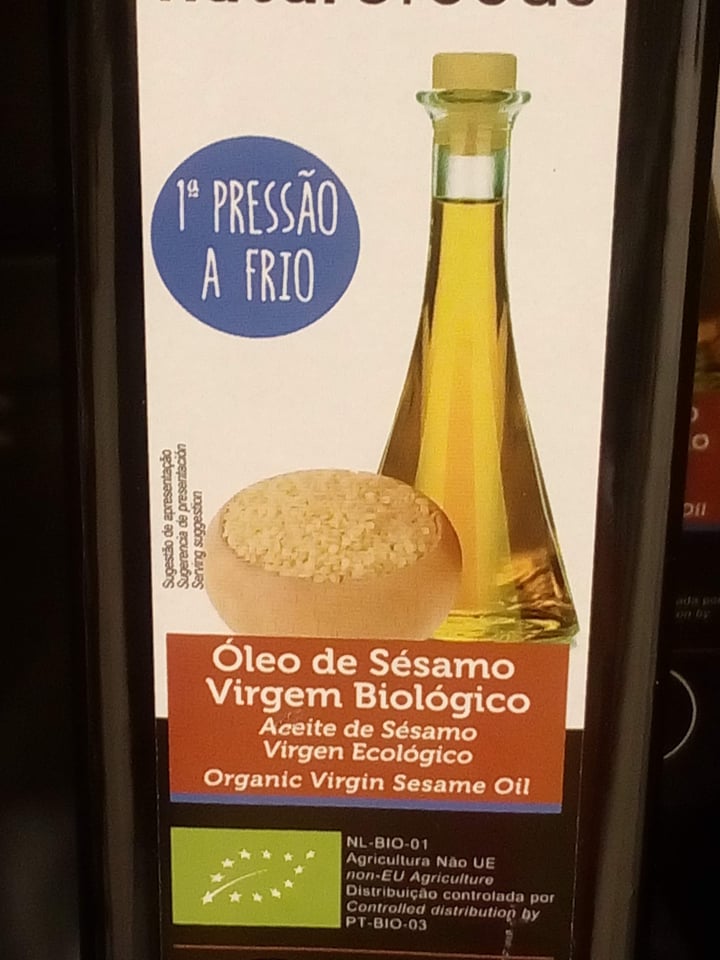 1ª PRESSÃO
A FRIO
Sugestão de apresentação
Sugerencia de presentación
Serving suggestion
Óleo de Sésamo
Virgem Biológico
Aceite de Sésamo
Virgen Ecológico
Organic Virgin Sesame Oil
NL-BIO-01
Agricultura Não UE
non-EU Agriculture
Distribuição controlada por
Controlled distribution by
PT-BIO-03
Oil